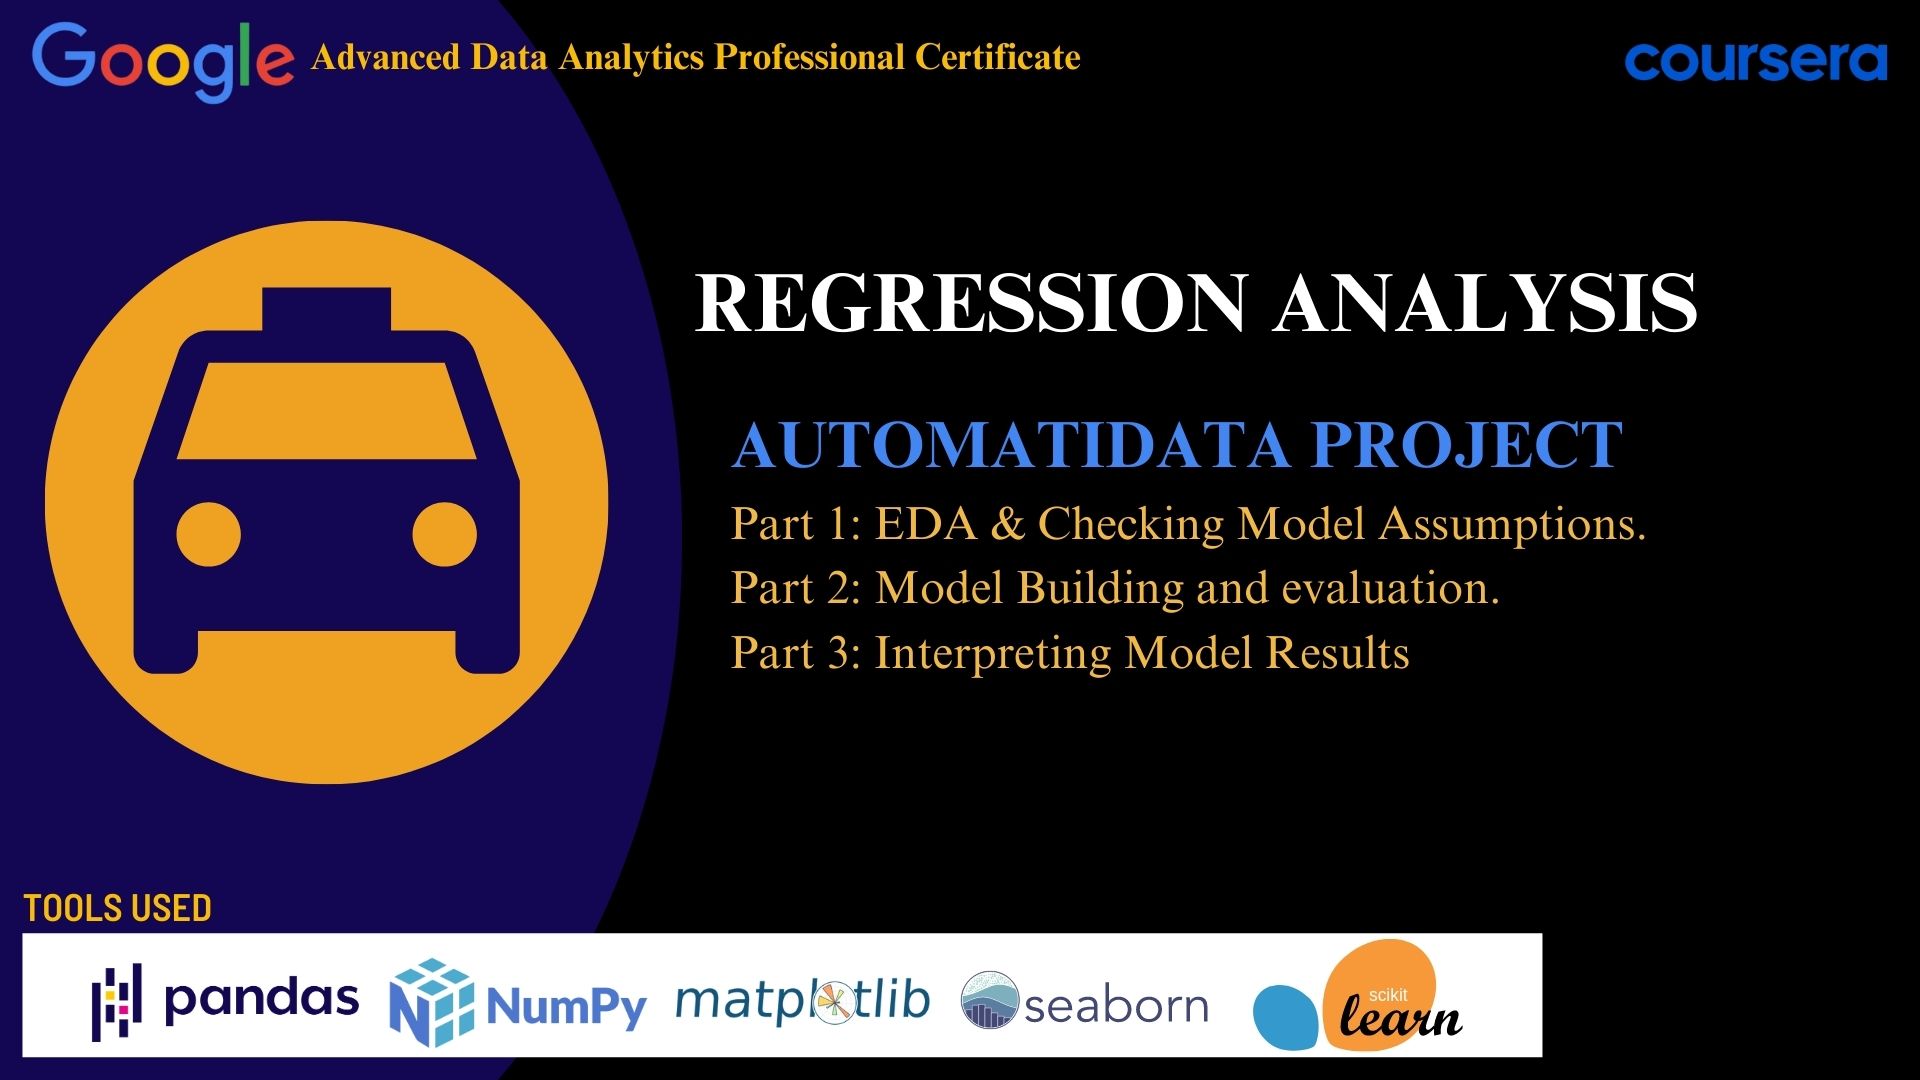 Google Advanced Data Analytics Professional Certificate
coursera
REGRESSION ANALYSIS
AUTOMATIDATA PROJECT
Part 1: EDA & Checking Model Assumptions.
Part 2: Model Building and evaluation.
Part 3: Interpreting Model Results
TOOLS USED
pandas
NumPy
matplotlib
seaborn
scikit
learn